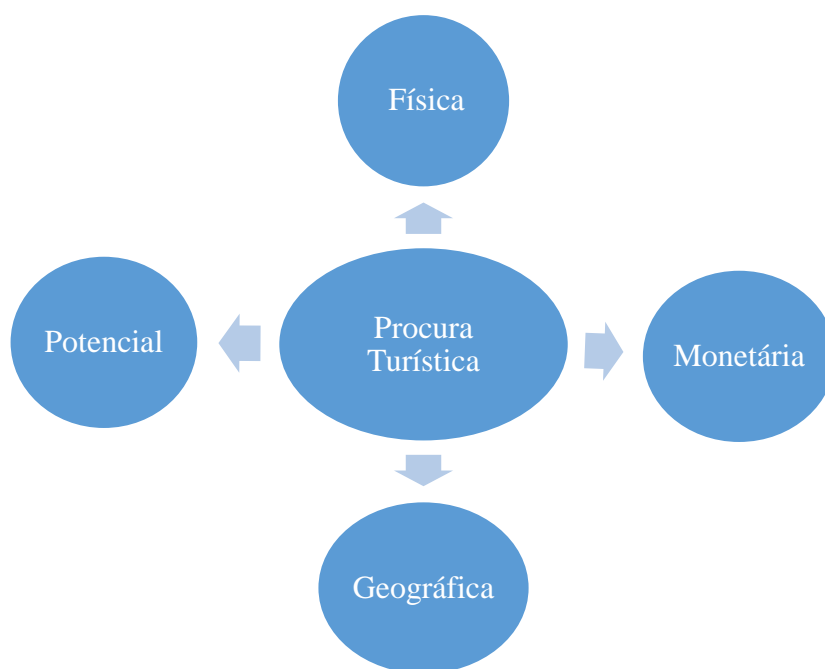 Física
Potencial
Procura
Turística
Monetária
Geográfica